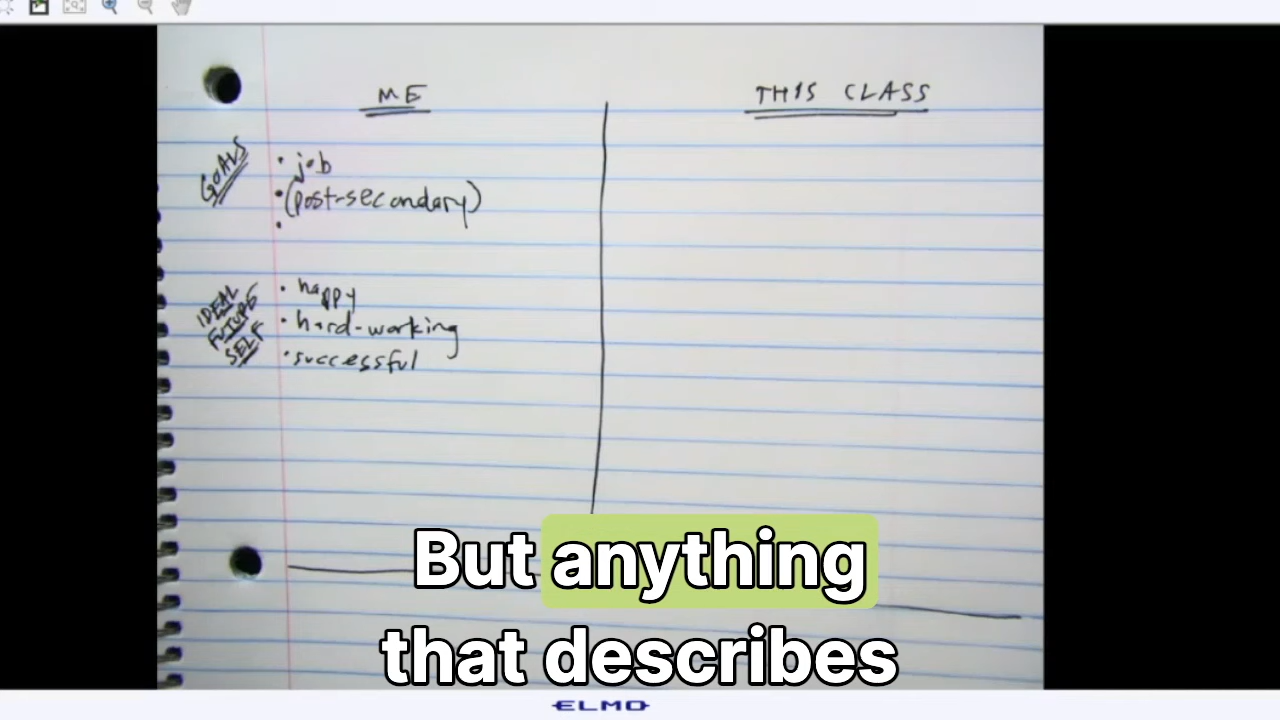 ME
THIS CLASS
GOALS
• job
• (post-secondary)
•
IDEAL
FUTURE
SELF
• happy
• hard-working
• successful
But anything
that describes
ELMO